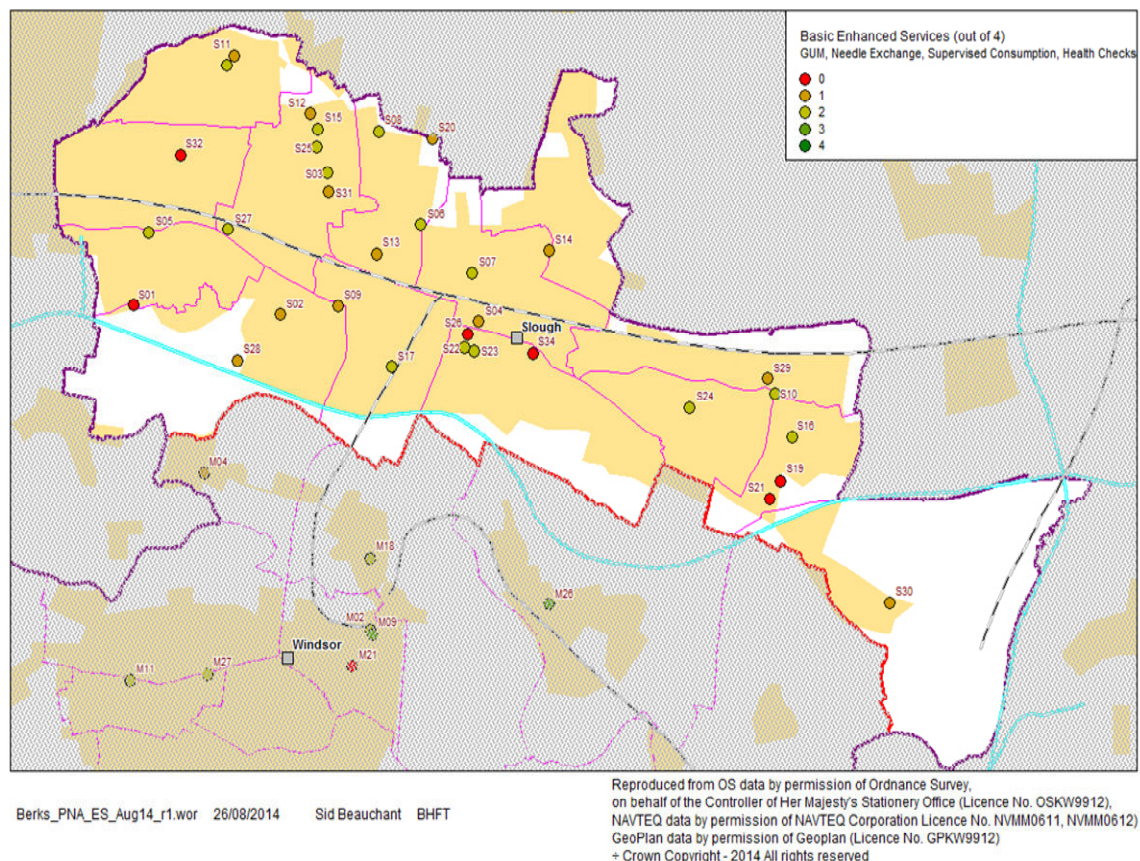 Basic Enhanced Services (out of 4)
GUM, Needle Exchange, Supervised Consumption, Health Checks
0
1
2
3
4
S11
S12
S15
S08
S20
S25
S32
S03
S31
S05
S27
S06
S13
S14
S07
S01
S02
S09
S04
Slough
S26
S22
S23
S34
S28
S17
S29
S10
S24
S16
S19
S21
M04
M18
M26
S30
M02
M09
Windsor
M21
M11
M27
Berks_PNA_ES_Aug14_r1.wor 26/08/2014 Sid Beauchant BHFT
Reproduced from OS data by permission of Ordnance Survey,
on behalf of the Controller of Her Majesty's Stationery Office (Licence No. OSKW9912),
NAVTEQ data by permission of NAVTEQ Corporation Licence No. NVMM0611, NVMM0612)
GeoPlan data by permission of Geoplan (Licence No. GPKW9912)
÷ Crown Copyright - 2014 All rights reserved